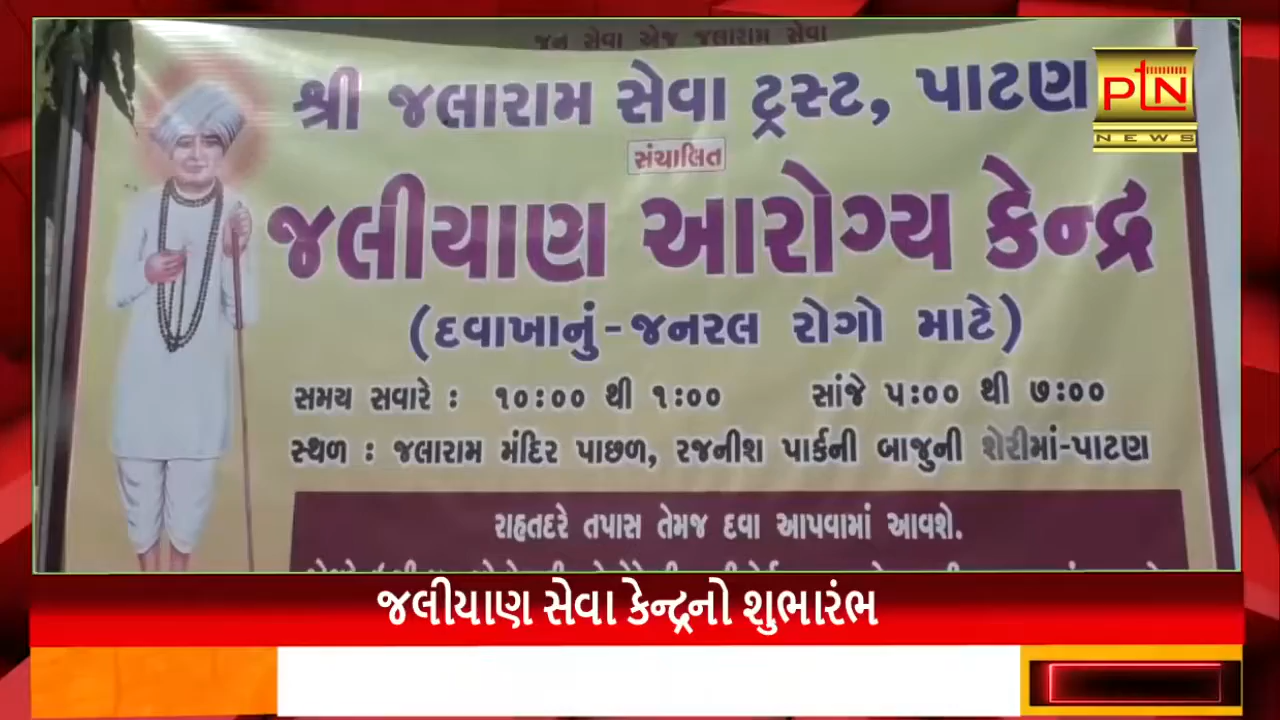 જન સેવા એજ જલારામ સેવા
શ્રી જલારામ સેવા ટ્રસ્ટ, પાટણ
PTN
NEWS
સંચાલિત
જલીયાણ આરોગ્ય કેન્દ્ર
(દવાખાનું-જનરલ રોગો માટે)
સમય સવારે : ૧૦:૦૦ થી ૧:૦૦ સાંજે ૫:૦૦ થી ૭:૦૦
સ્થળ : જલારામ મંદિર પાછળ, રજનીશ પાર્કની બાજુની શેરીમાં-પાટણ
રાહતદરે તપાસ તેમજ દવા આપવામાં આવશે.
જલીયાણ સેવા કેન્દ્રનો શુભારંભ